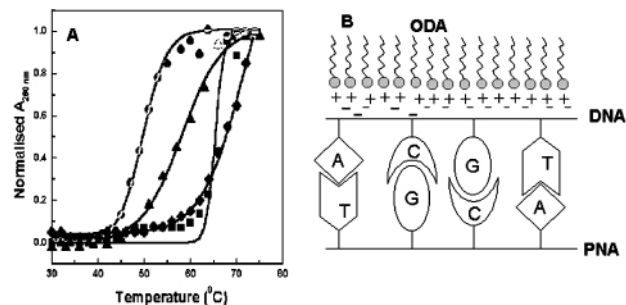 A
Normalised A260 nm
1.0
0.8
0.6
0.4
0.2
0.0
30 40 50 60 70 80
Temperature (⁰C)
B
ODA
+ + + + + + + + + + + + + +
− − − − − − − − − − − −
DNA
A C G T
T G C A
PNA